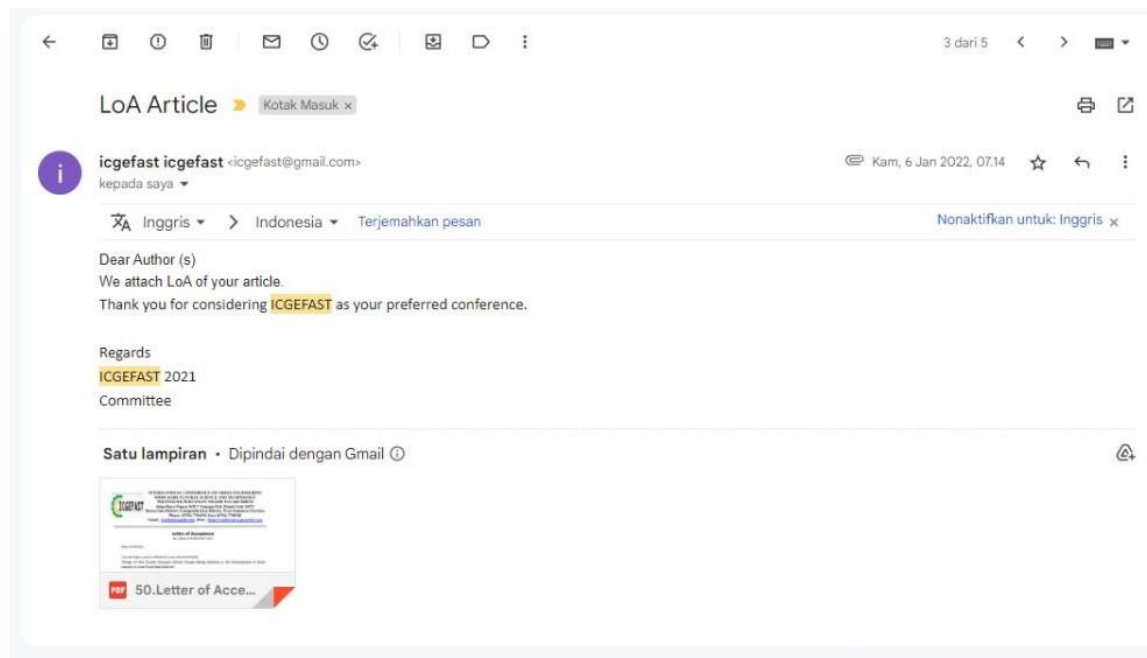 3 dari 5
LoA Article Kotak Masuk ×
i
icgefast icgefast <icgefast@gmail.com>
Kam, 6 Jan 2022, 07.14
kepada saya
Inggris > Indonesia Terjemahkan pesan
Nonaktifkan untuk: Inggris ×
Dear Author (s)
We attach LoA of your article.
Thank you for considering ICGEFAST as your preferred conference.
Regards
ICGEFAST 2021
Committee
Satu lampiran • Dipindai dengan Gmail
ICGEFAST
Letter of Acceptance
PDF 50.Letter of Acce...